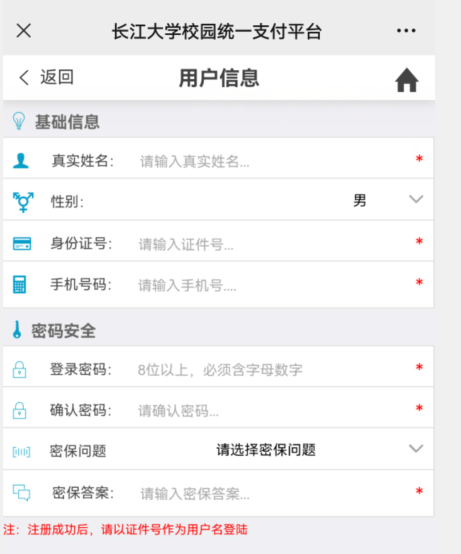 长江大学校园统一支付平台
返回 用户信息
基础信息
真实姓名: 请输入真实姓名... *
性别: 男
身份证号: 请输入证件号... *
手机号码: 请输入手机号.... *
密码安全
登录密码: 8位以上，必须含字母数字 *
确认密码: 请确认密码... *
密保问题 请选择密保问题
密保答案: 请输入密保答案... *
注: 注册成功后，请以证件号作为用户名登陆